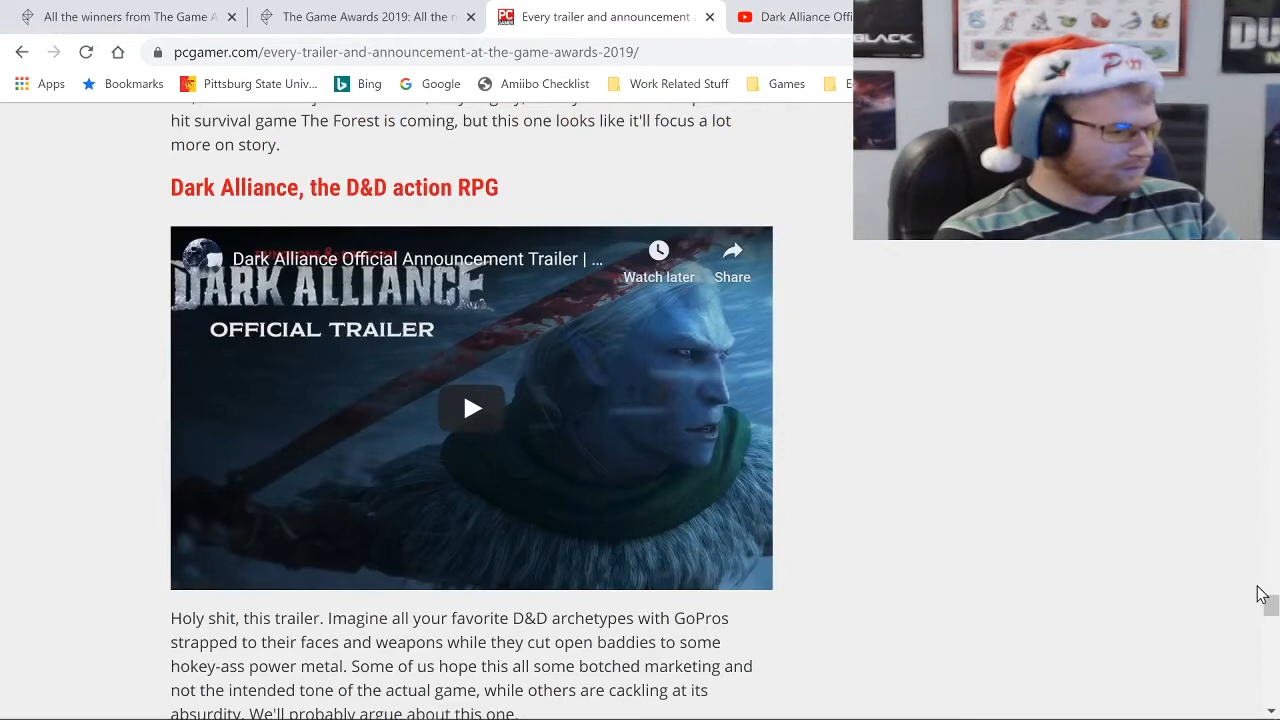 All the winners from The Game A
The Game Awards 2019: All the n
PC GAMER
Every trailer and announcement
Dark Alliance Offi
pcgamer.com/every-trailer-and-announcement-at-the-game-awards-2019/
Apps
Bookmarks
Pittsburg State Univ...
Bing
Google
Amiibo Checklist
Work Related Stuff
Games
E
BLACK
DU
hit survival game The Forest is coming, but this one looks like it'll focus a lot
more on story.
Dark Alliance, the D&D action RPG
Dark Alliance Official Announcement Trailer | ...
Watch later
Share
DUNGEONS & DRAGONS
DARK ALLIANCE
OFFICIAL TRAILER
Holy shit, this trailer. Imagine all your favorite D&D archetypes with GoPros
strapped to their faces and weapons while they cut open baddies to some
hokey-ass power metal. Some of us hope this all some botched marketing and
not the intended tone of the actual game, while others are cackling at its
absurdity. We'll probably argue about this one.